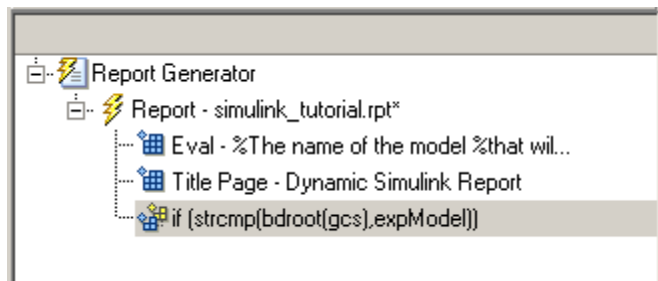 Report Generator
Report - simulink_tutorial.rpt*
Eval - %The name of the model %that wil...
Title Page - Dynamic Simulink Report
if (strcmp(bdroot(gcs),expModel))